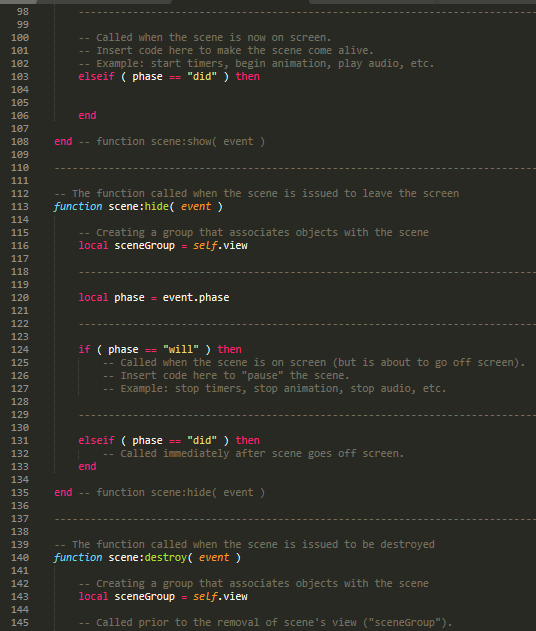 98 -----------------------------------------------------------------------------
99
100 -- Called when the scene is now on screen.
101 -- Insert code here to make the scene come alive.
102 -- Example: start timers, begin animation, play audio, etc.
103 elseif ( phase == "did" ) then
104
105
106 end
107
108 end -- function scene:show( event )
109
110 -----------------------------------------------------------------------------
111
112 -- The function called when the scene is issued to leave the screen
113 function scene:hide( event )
114
115 -- Creating a group that associates objects with the scene
116 local sceneGroup = self.view
117
118 -----------------------------------------------------------------------------
119
120 local phase = event.phase
121
122 -----------------------------------------------------------------------------
123
124 if ( phase == "will" ) then
125 -- Called when the scene is on screen (but is about to go off screen).
126 -- Insert code here to "pause" the scene.
127 -- Example: stop timers, stop animation, stop audio, etc.
128
129 -----------------------------------------------------------------------------
130
131 elseif ( phase == "did" ) then
132 -- Called immediately after scene goes off screen.
133 end
134
135 end -- function scene:hide( event )
136
137 -----------------------------------------------------------------------------
138
139 -- The function called when the scene is issued to be destroyed
140 function scene:destroy( event )
141
142 -- Creating a group that associates objects with the scene
143 local sceneGroup = self.view
144
145 -- Called prior to the removal of scene's view ("sceneGroup").